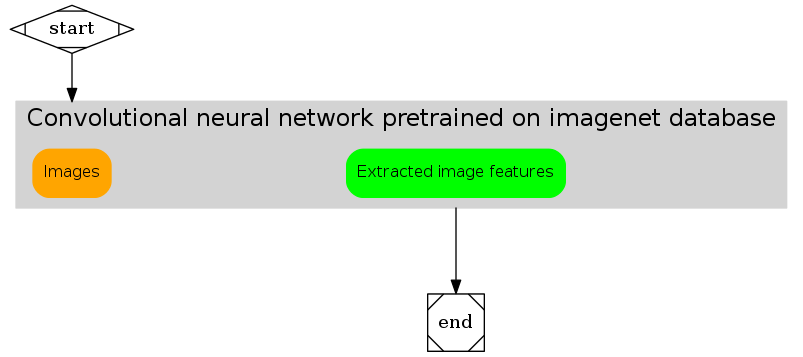 start
Convolutional neural network pretrained on imagenet database
Images
Extracted image features
end